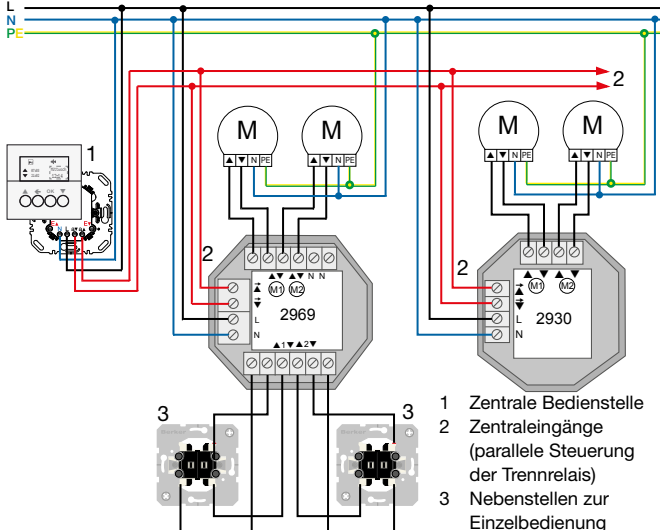 L
N
PE
2
M M
M M
1
OK
N L
2
M1 M2
N N
L
N
2969
1 2
2
M1 M2
L
N
2930
3
3
1 Zentrale Bedienstelle
2 Zentraleingänge
(parallele Steuerung
der Trennrelais)
3 Nebenstellen zur
Einzelbedienung
▲ ▼ N PE
▲ ▼
▲ ▼ N PE
▲ ▼ N PE
▲ ▼ N PE